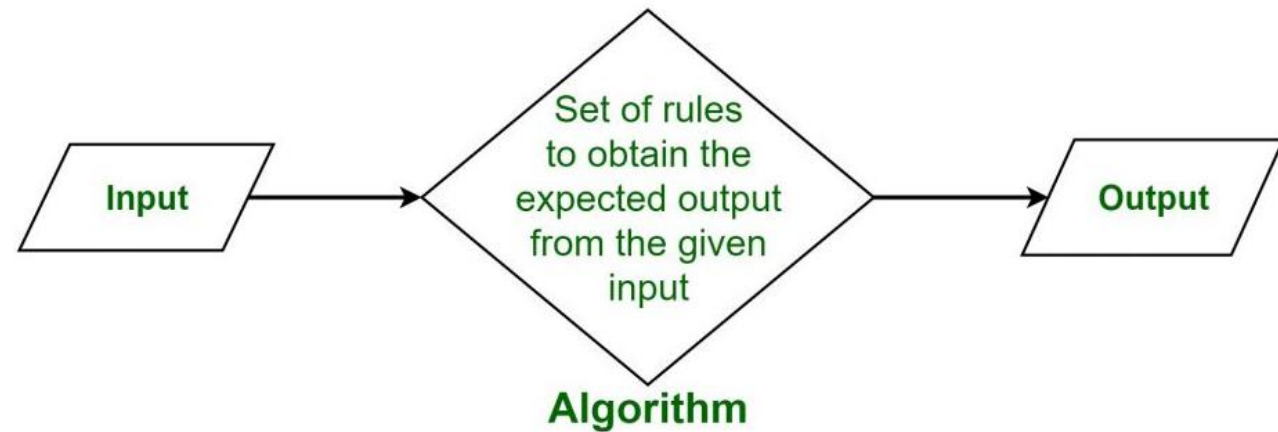 Input
Set of rules
to obtain the
expected output
from the given
input
Output
Algorithm